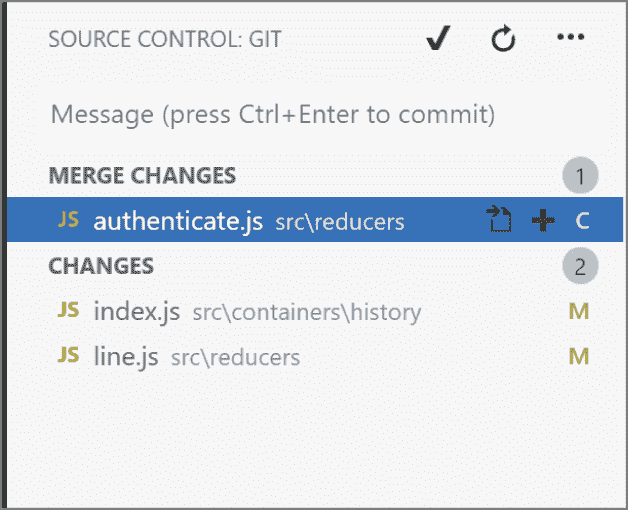 SOURCE CONTROL: GIT
Message (press Ctrl+Enter to commit)
MERGE CHANGES 1
JS authenticate.js src\reducers C
CHANGES 2
JS index.js src\containers\history M
JS line.js src\reducers M